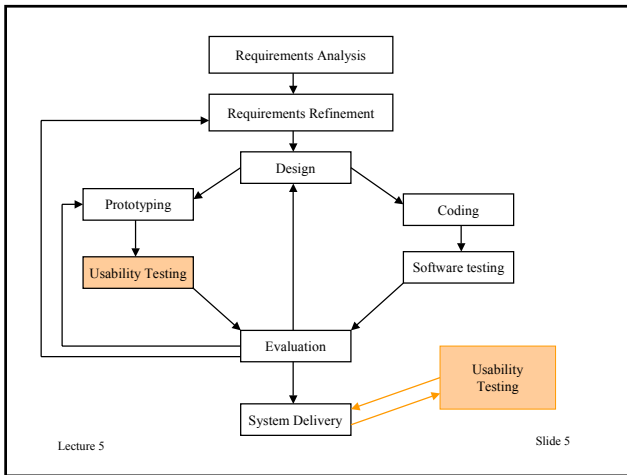 Requirements Analysis
Requirements Refinement
Design
Prototyping
Coding
Usability Testing
Software testing
Evaluation
Usability
Testing
System Delivery
Lecture 5
Slide 5